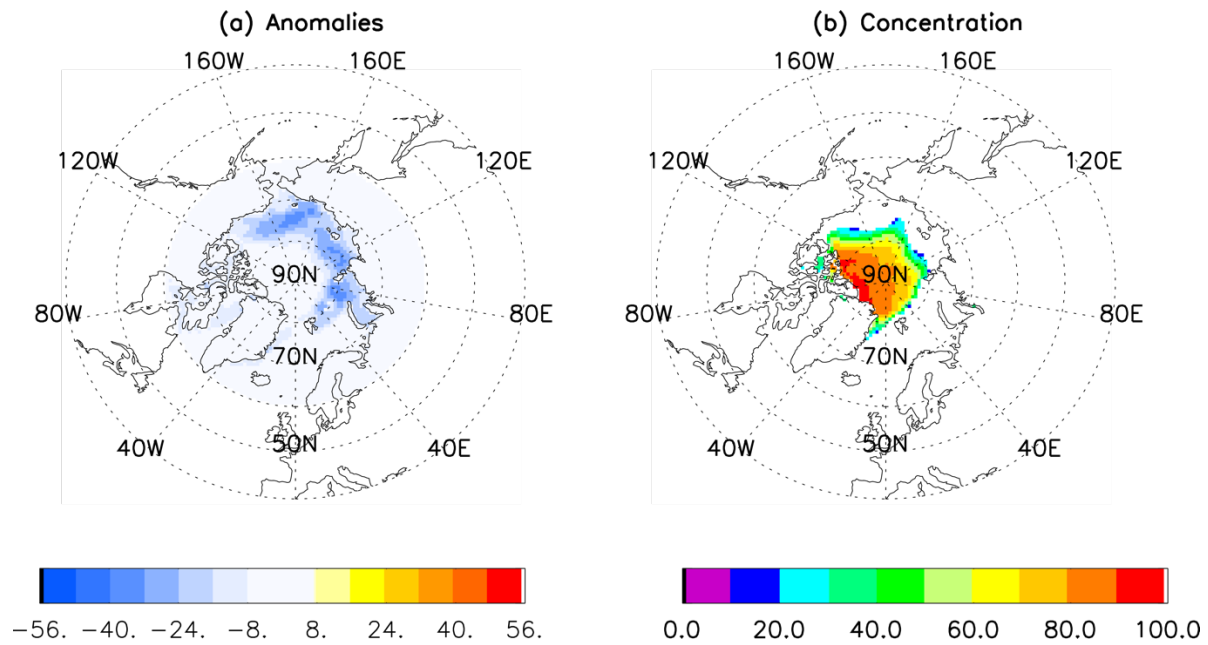 (a) Anomalies
160W 160E
120W 120E
90N
80W 80E
70N
40W 50N 40E
−56. −40. −24. −8. 8. 24. 40. 56.
(b) Concentration
160W 160E
120W 120E
90N
80W 80E
70N
40W 50N 40E
0.0 20.0 40.0 60.0 80.0 100.0